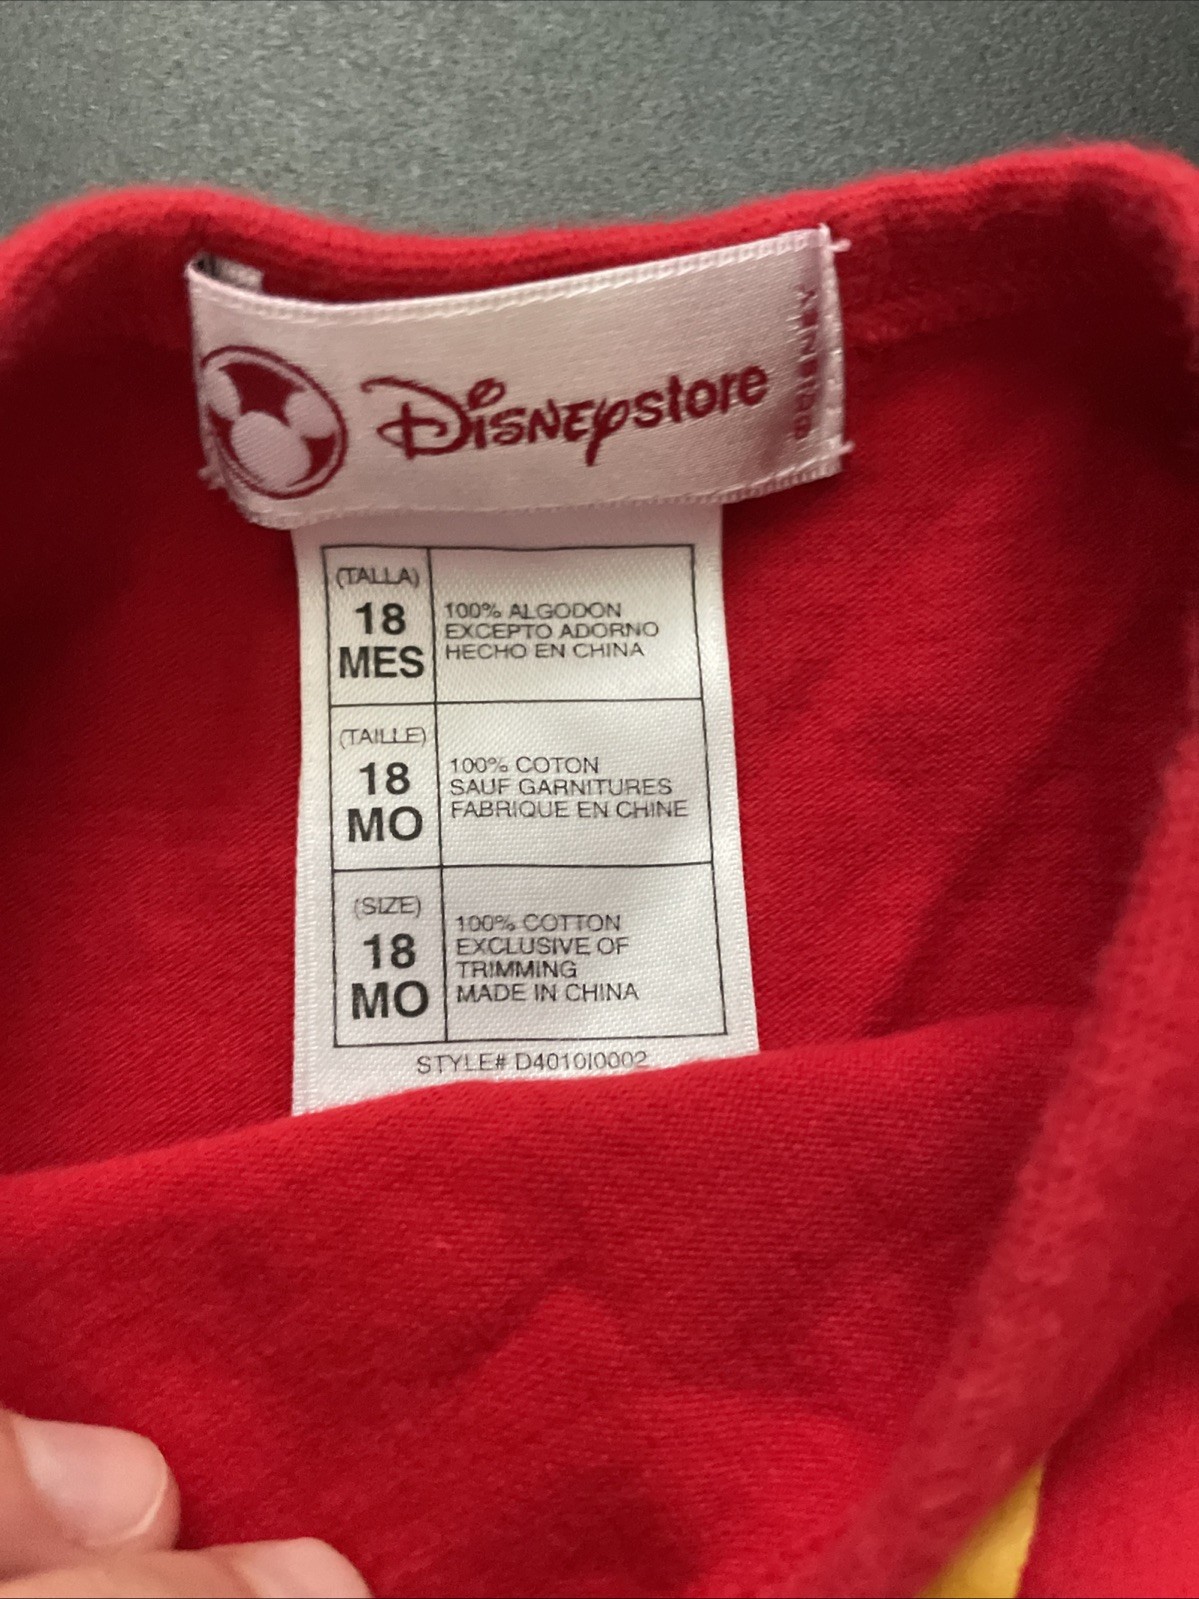 Disneystore
©DISNEY
(TALLA)
18
MES
100% ALGODON
EXCEPTO ADORNO
HECHO EN CHINA
(TAILLE)
18
MO
100% COTON
SAUF GARNITURES
FABRIQUE EN CHINE
(SIZE)
18
MO
100% COTTON
EXCLUSIVE OF
TRIMMING
MADE IN CHINA
STYLE# D4010I0002